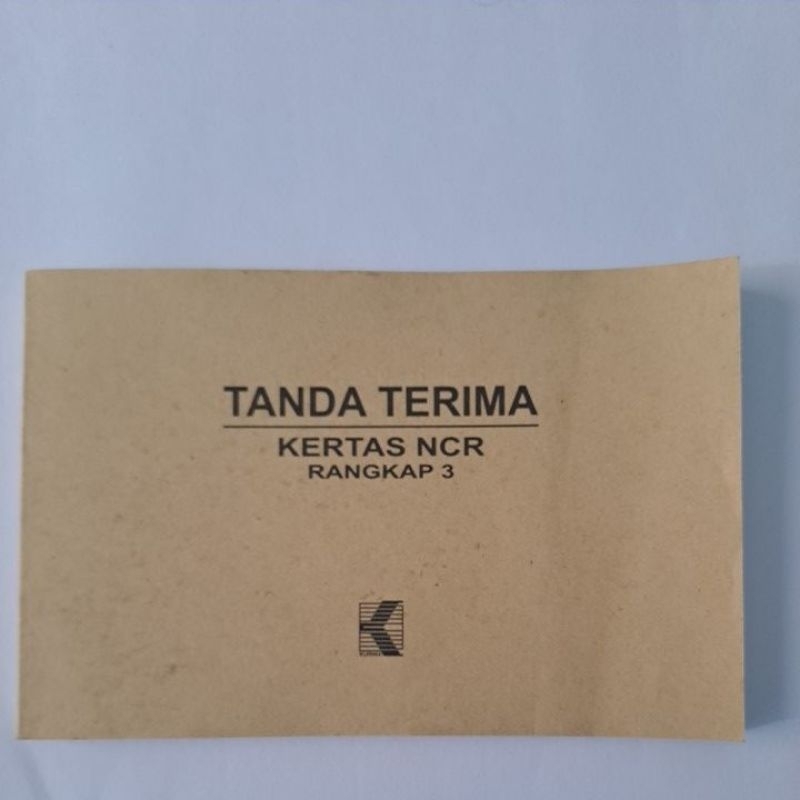 TANDA TERIMA
KERTAS NCR
RANGKAP 3